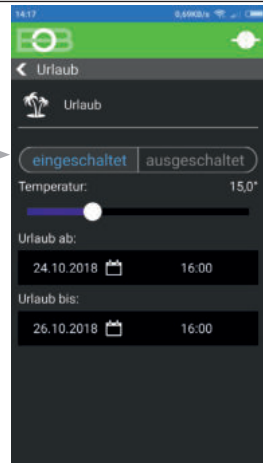 14:17 0,69KB/s
EOB
Urlaub
Urlaub
eingeschaltet ausgeschaltet
Temperatur: 15,0°
Urlaub ab:
24.10.2018 16:00
Urlaub bis:
26.10.2018 16:00